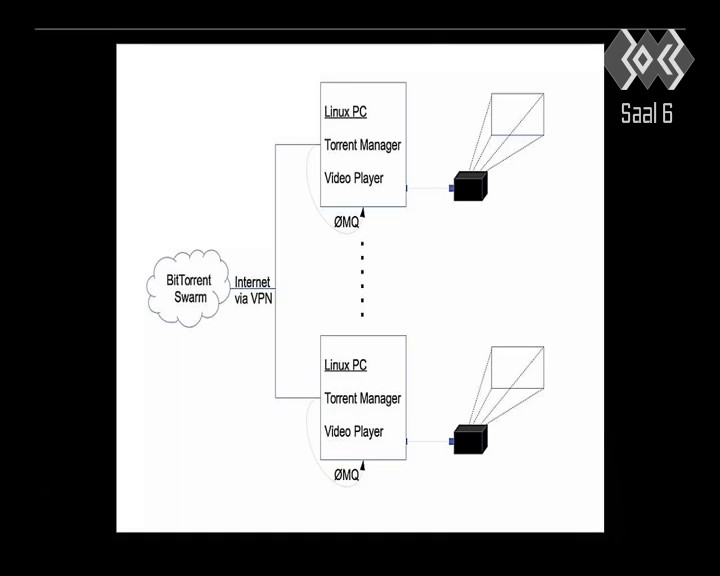 Saal 6
Linux PC
Torrent Manager
Video Player
ØMQ
BitTorrent
Swarm
Internet
via VPN
Linux PC
Torrent Manager
Video Player
ØMQ